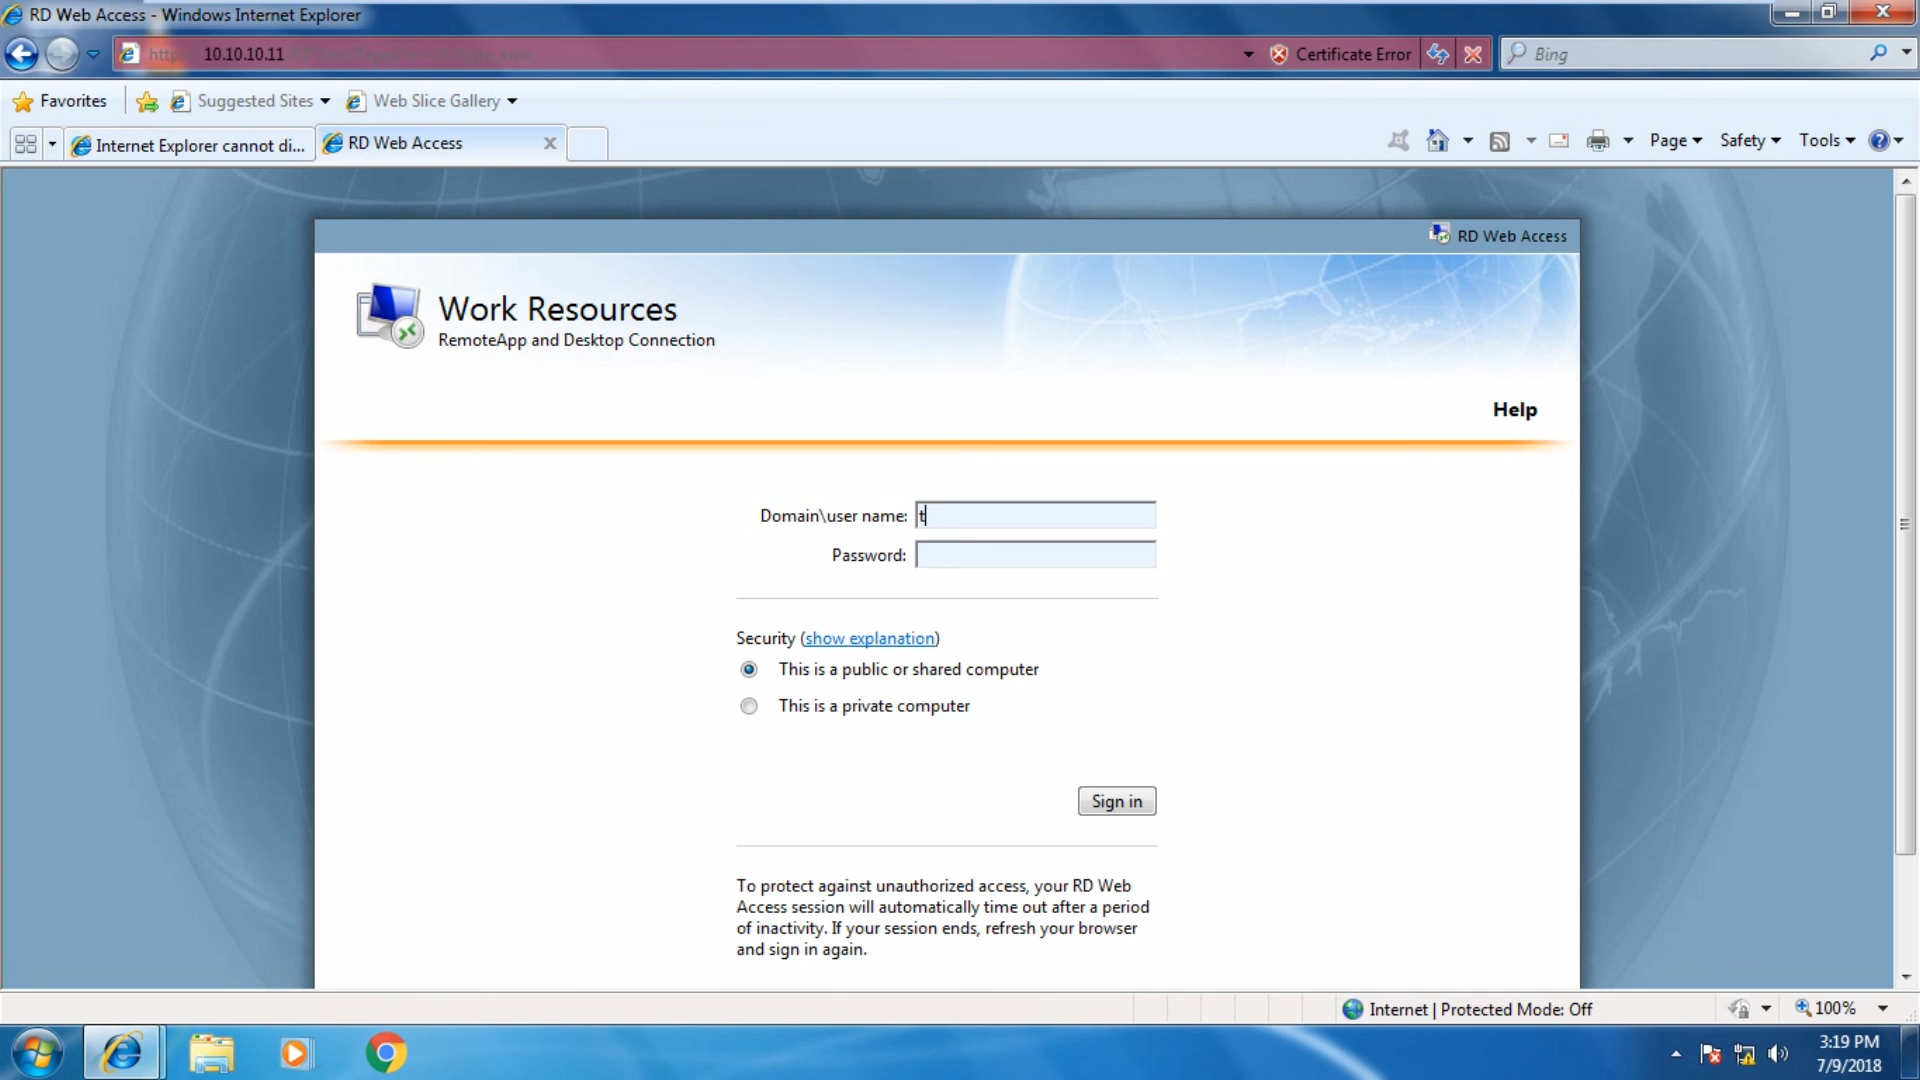 RD Web Access - Windows Internet Explorer
10.10.10.11
Certificate Error
Bing
Favorites
Suggested Sites
Web Slice Gallery
Internet Explorer cannot di...
RD Web Access
Page
Safety
Tools
RD Web Access
Work Resources
RemoteApp and Desktop Connection
Help
Domain\user name: t
Password:
Security (show explanation)
This is a public or shared computer
This is a private computer
Sign in
To protect against unauthorized access, your RD Web
Access session will automatically time out after a period
of inactivity. If your session ends, refresh your browser
and sign in again.
Internet | Protected Mode: Off
100%
3:19 PM
7/9/2018